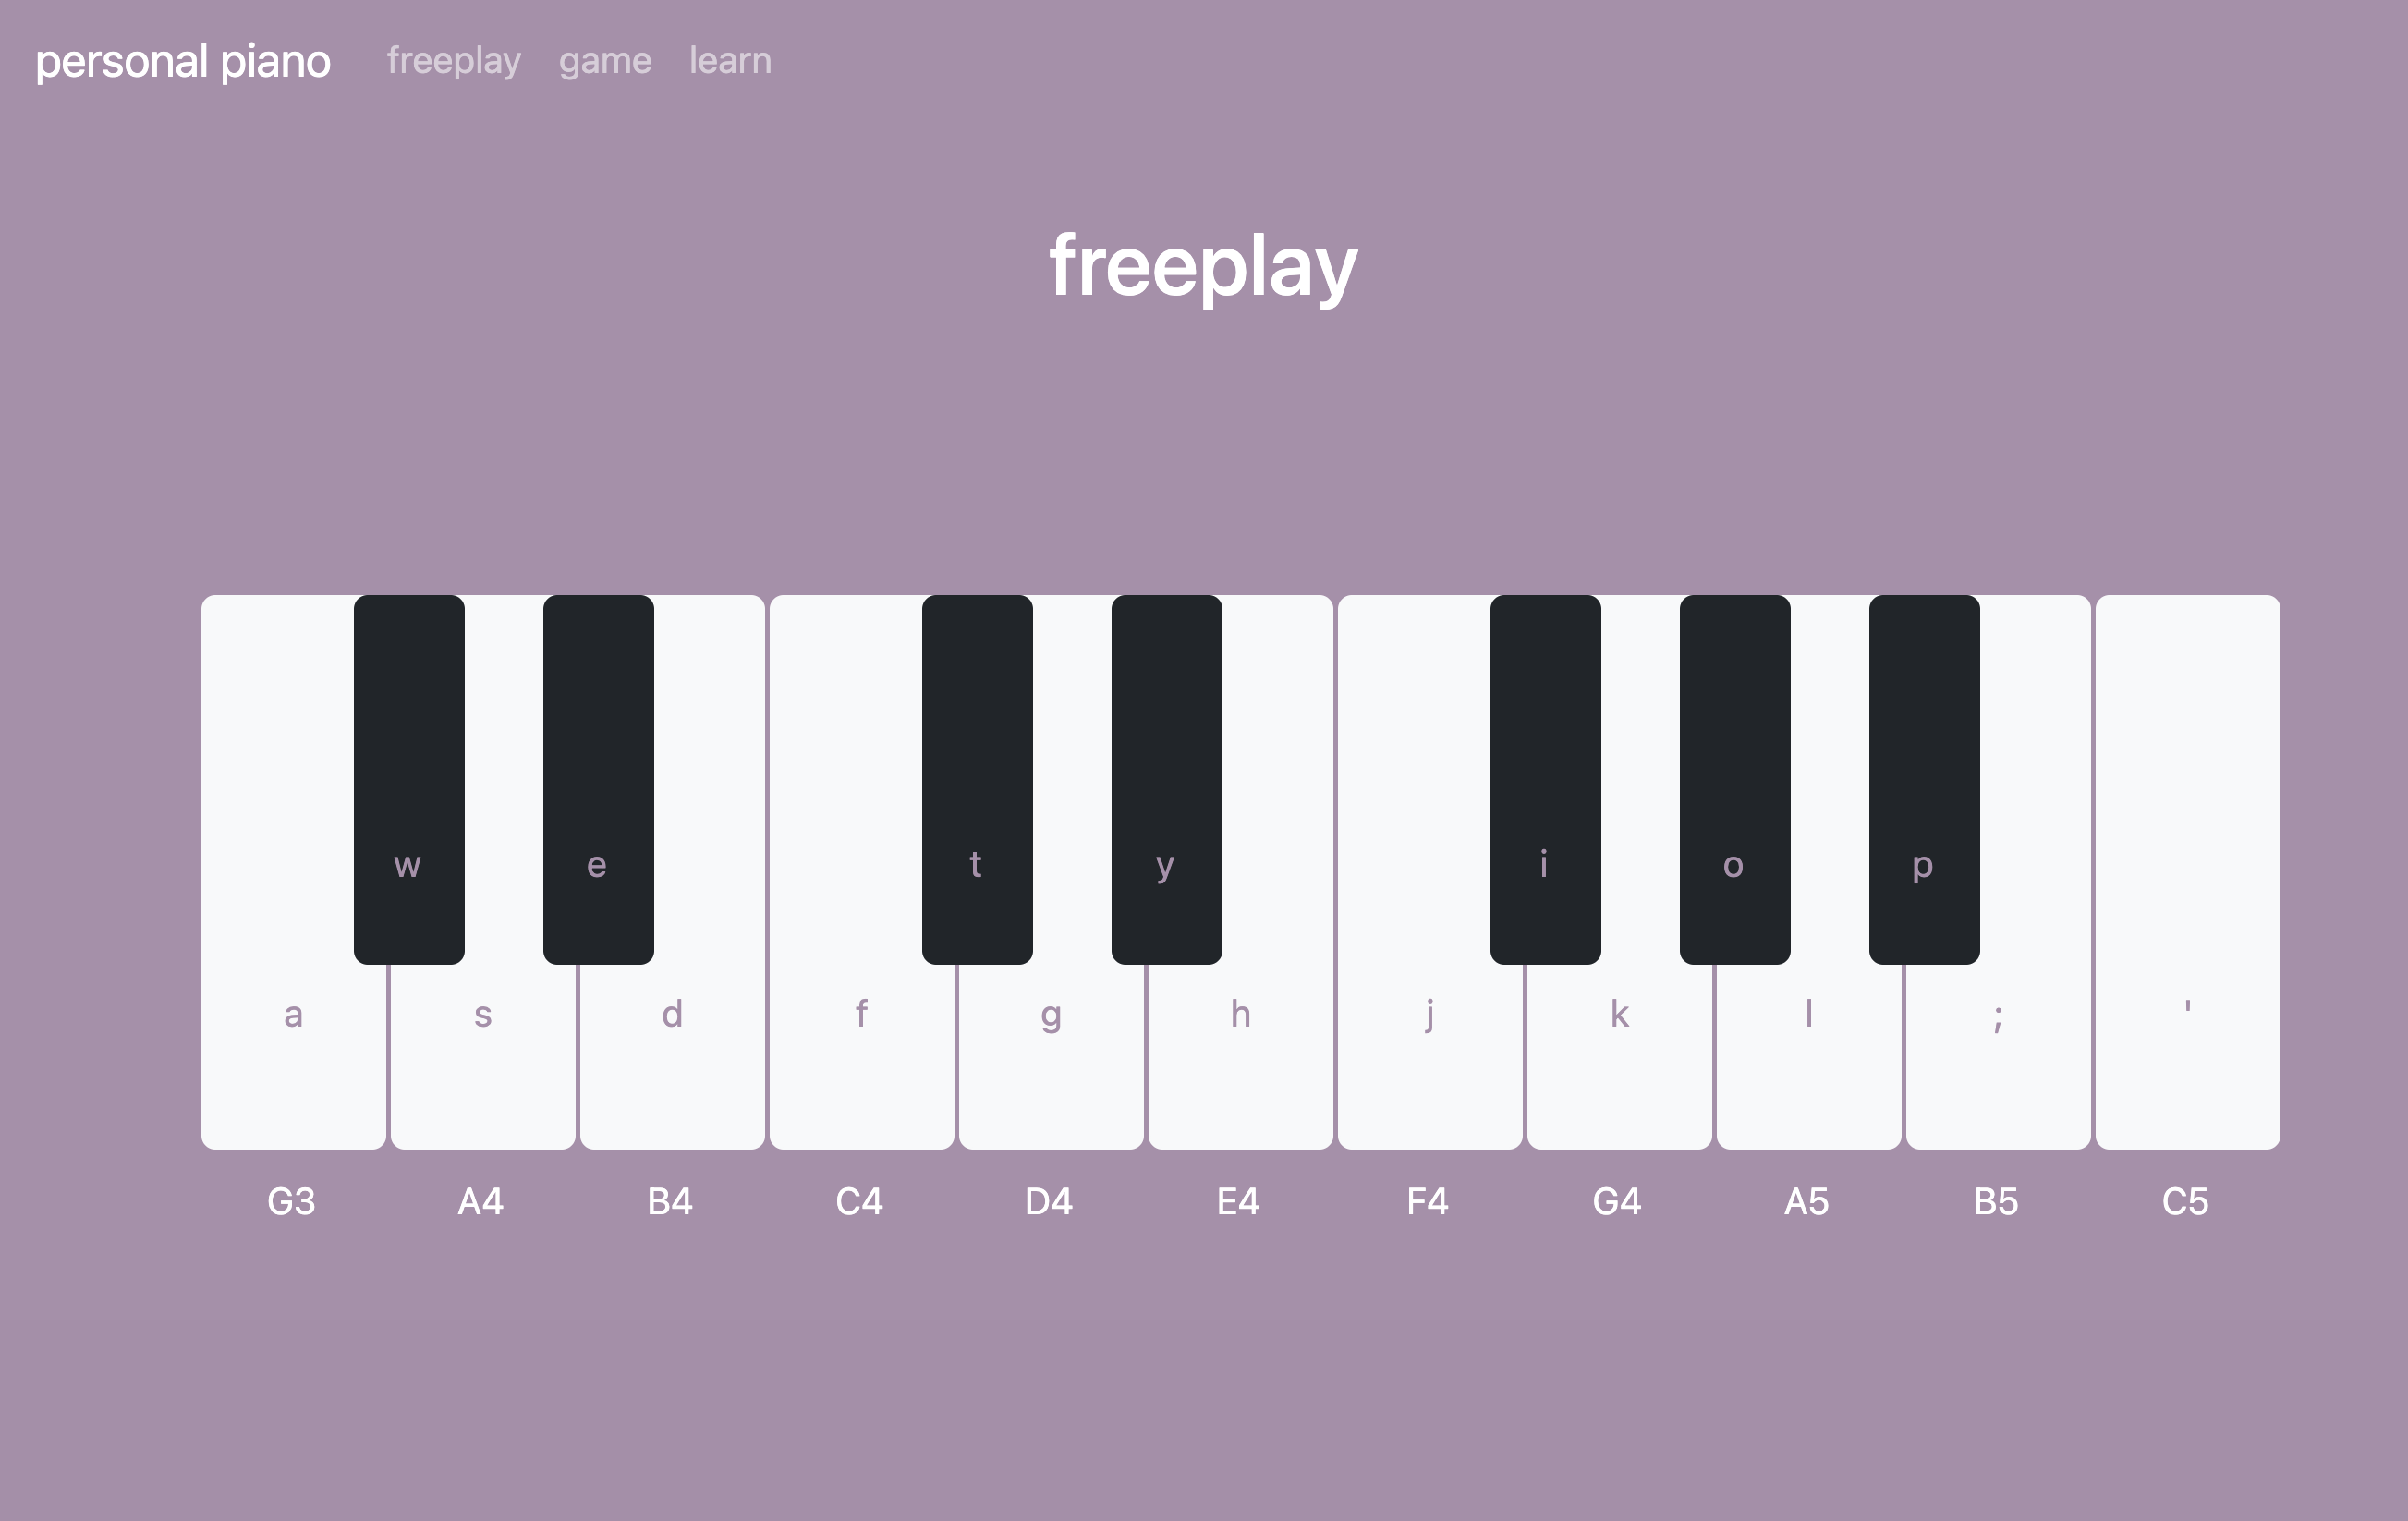 personal piano freeplay game learn
freeplay
w e t y i o p
a s d f g h j k l ; '
G3 A4 B4 C4 D4 E4 F4 G4 A5 B5 C5